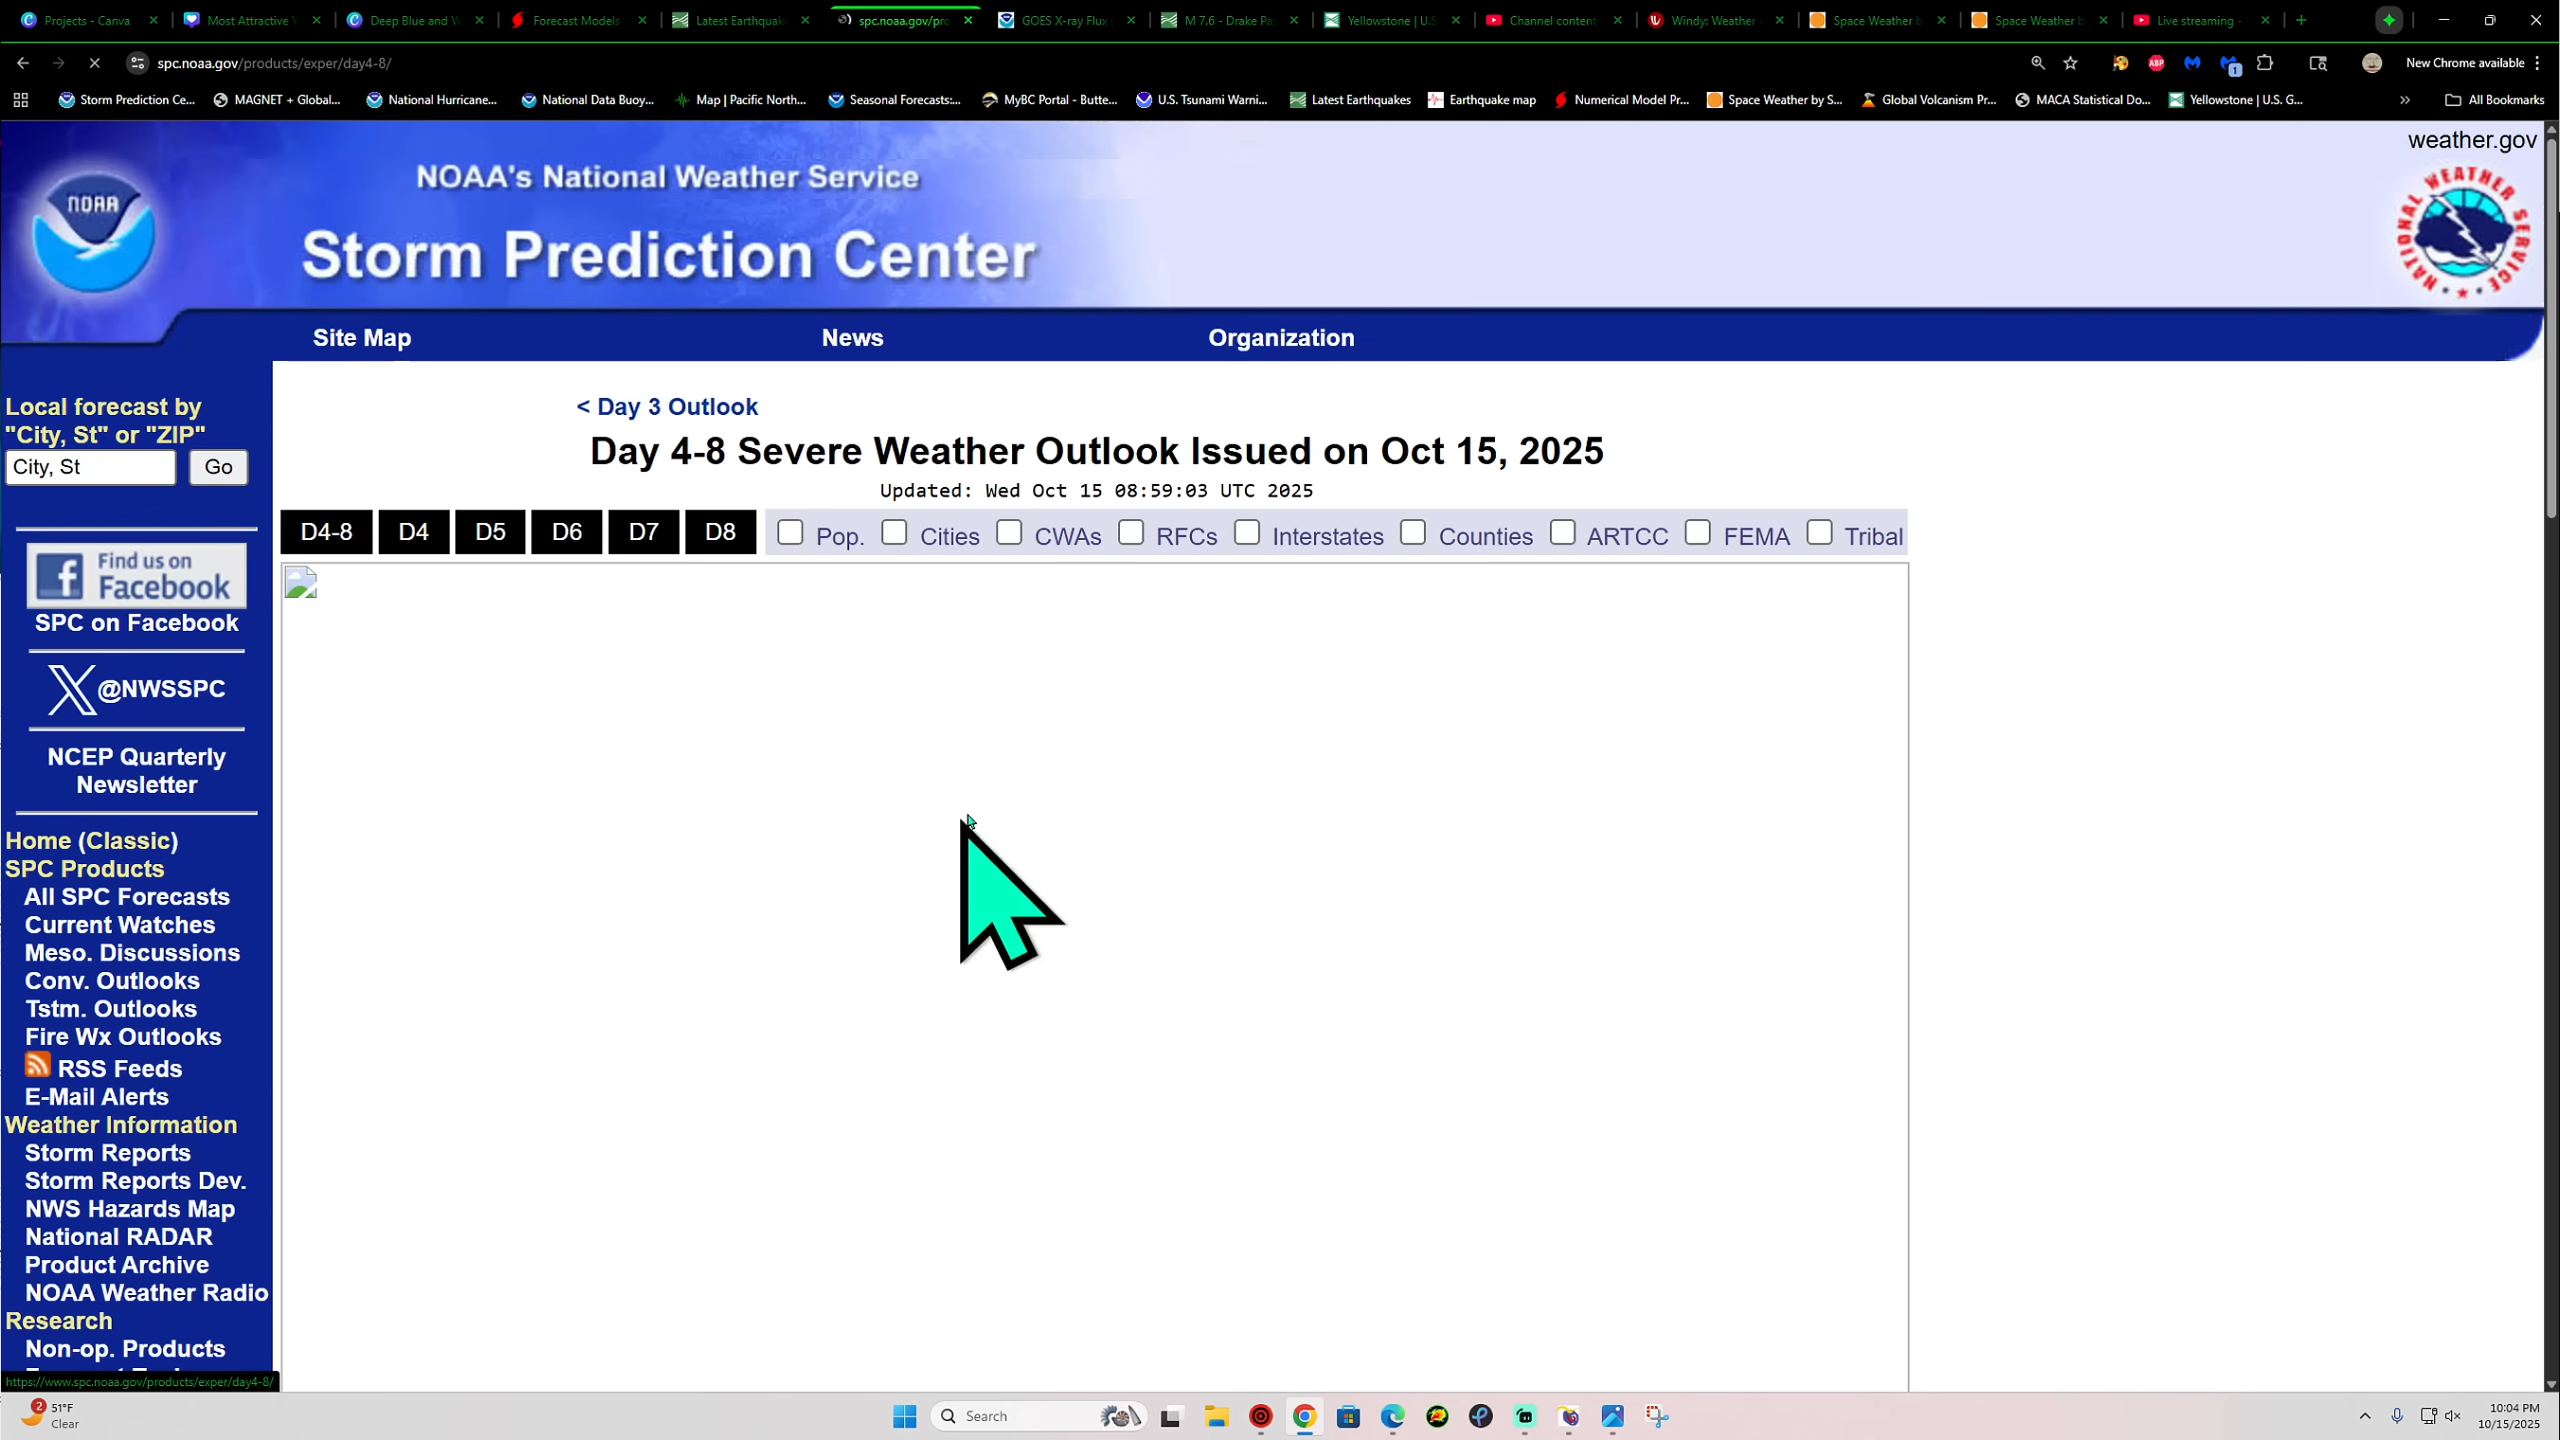 Projects - Canva
Most Attractive
Deep Blue and
Forecast Models
Latest Earthquak
spc.noaa.gov/pro
GOES X-ray Flux
M 7.6 - Drake Pa
Yellowstone | U.S
Channel content
Windy: Weather
Space Weather b
Space Weather b
Live streaming -
spc.noaa.gov/products/exper/day4-8/
ABP
1
New Chrome available
Storm Prediction Ce...
MAGNET + Global...
National Hurricane...
National Data Buoy...
Map | Pacific North...
Seasonal Forecasts:...
MyBC Portal - Butte...
U.S. Tsunami Warni...
Latest Earthquakes
Earthquake map
Numerical Model Pr...
Space Weather by S...
Global Volcanism Pr...
MACA Statistical Do...
Yellowstone | U.S. G...
All Bookmarks
weather.gov
NOAA
NOAA's National Weather Service
Storm Prediction Center
NATIONAL WEATHER SERVICE
Site Map
News
Organization
Local forecast by
"City, St" or "ZIP"
City, St
Go
Find us on
Facebook
SPC on Facebook
@NWSSPC
NCEP Quarterly
Newsletter
Home (Classic)
SPC Products
All SPC Forecasts
Current Watches
Meso. Discussions
Conv. Outlooks
Tstm. Outlooks
Fire Wx Outlooks
RSS Feeds
E-Mail Alerts
Weather Information
Storm Reports
Storm Reports Dev.
NWS Hazards Map
National RADAR
Product Archive
NOAA Weather Radio
Research
Non-op. Products
https://www.spc.noaa.gov/products/exper/day4-8/
< Day 3 Outlook
Day 4-8 Severe Weather Outlook Issued on Oct 15, 2025
Updated: Wed Oct 15 08:59:03 UTC 2025
D4-8
D4
D5
D6
D7
D8
Pop.
Cities
CWAs
RFCs
Interstates
Counties
ARTCC
FEMA
Tribal
2
51°F
Clear
Search
10:04 PM
10/15/2025